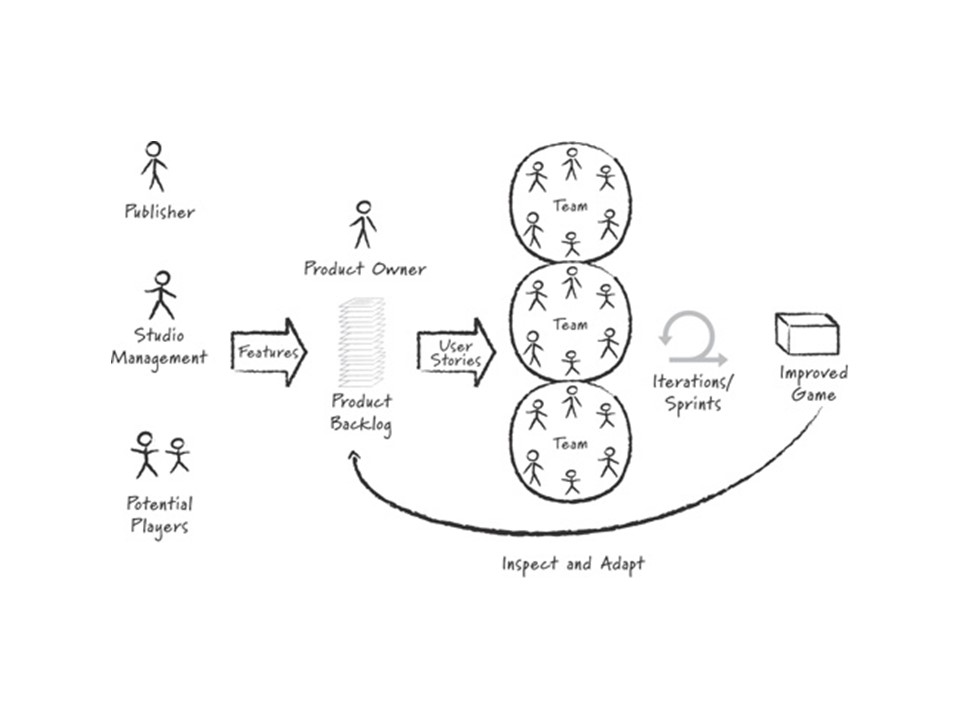 Publisher
Studio
Management
Potential
Players
Features
Product Owner
Product
Backlog
User
Stories
Team
Team
Team
Iterations/
Sprints
Improved
Game
Inspect and Adapt